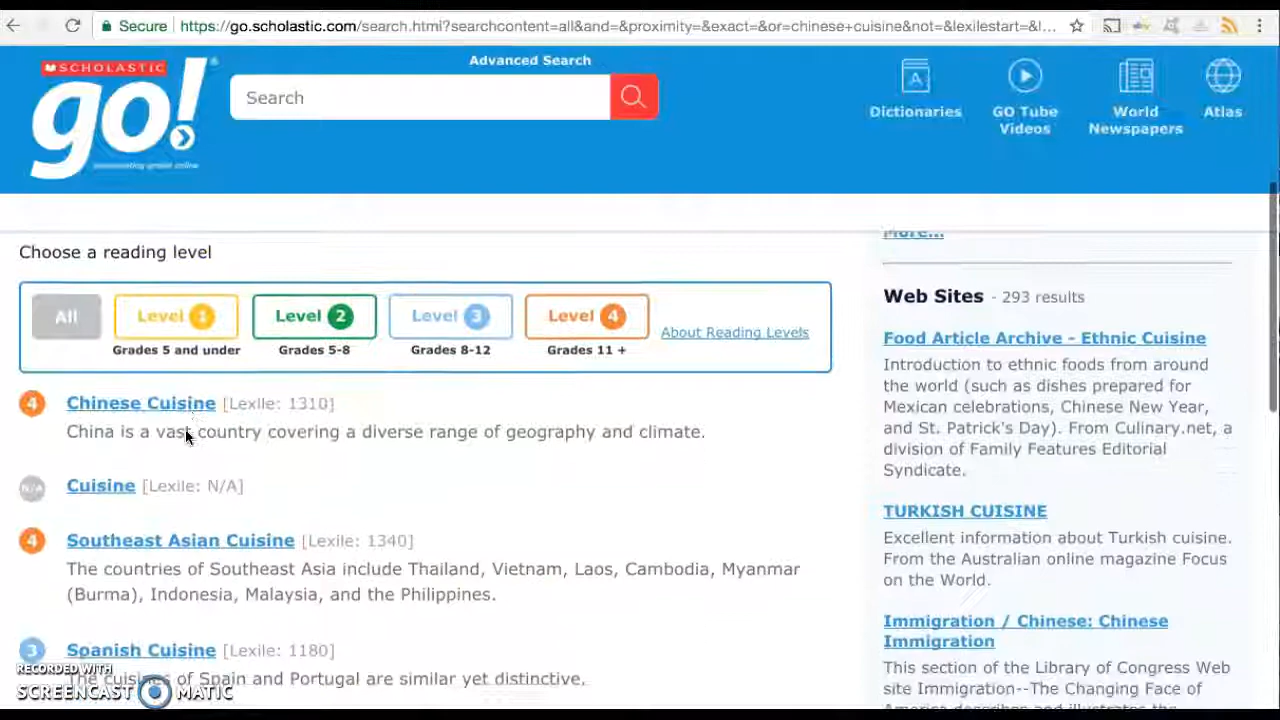 Secure https://go.scholastic.com/search.html?searchcontent=all&and=&proximity=&exact=&or=chinese+cuisine&not=&lexilestart=&l...
SCHOLASTIC
go!
Advanced Search
Search
Dictionaries
GO Tube
Videos
World
Newspapers
Atlas
Choose a reading level
All
Level 1
Level 2
Level 3
Level 4
About Reading Levels
Grades 5 and under
Grades 5-8
Grades 8-12
Grades 11 +
4 Chinese Cuisine [Lexile: 1310]
China is a vast country covering a diverse range of geography and climate.
N/A Cuisine [Lexile: N/A]
4 Southeast Asian Cuisine [Lexile: 1340]
The countries of Southeast Asia include Thailand, Vietnam, Laos, Cambodia, Myanmar
(Burma), Indonesia, Malaysia, and the Philippines.
3 Spanish Cuisine [Lexile: 1180]
The cuisines of Spain and Portugal are similar yet distinctive.
More...
Web Sites - 293 results
Food Article Archive - Ethnic Cuisine
Introduction to ethnic foods from around
the world (such as dishes prepared for
Mexican celebrations, Chinese New Year,
and St. Patrick's Day). From Culinary.net, a
division of Family Features Editorial
Syndicate.
TURKISH CUISINE
Excellent information about Turkish cuisine.
From the Australian online magazine Focus
on the World.
Immigration / Chinese: Chinese
Immigration
This section of the Library of Congress Web
site Immigration--The Changing Face of
RECORDED WITH
SCREENCAST MATIC